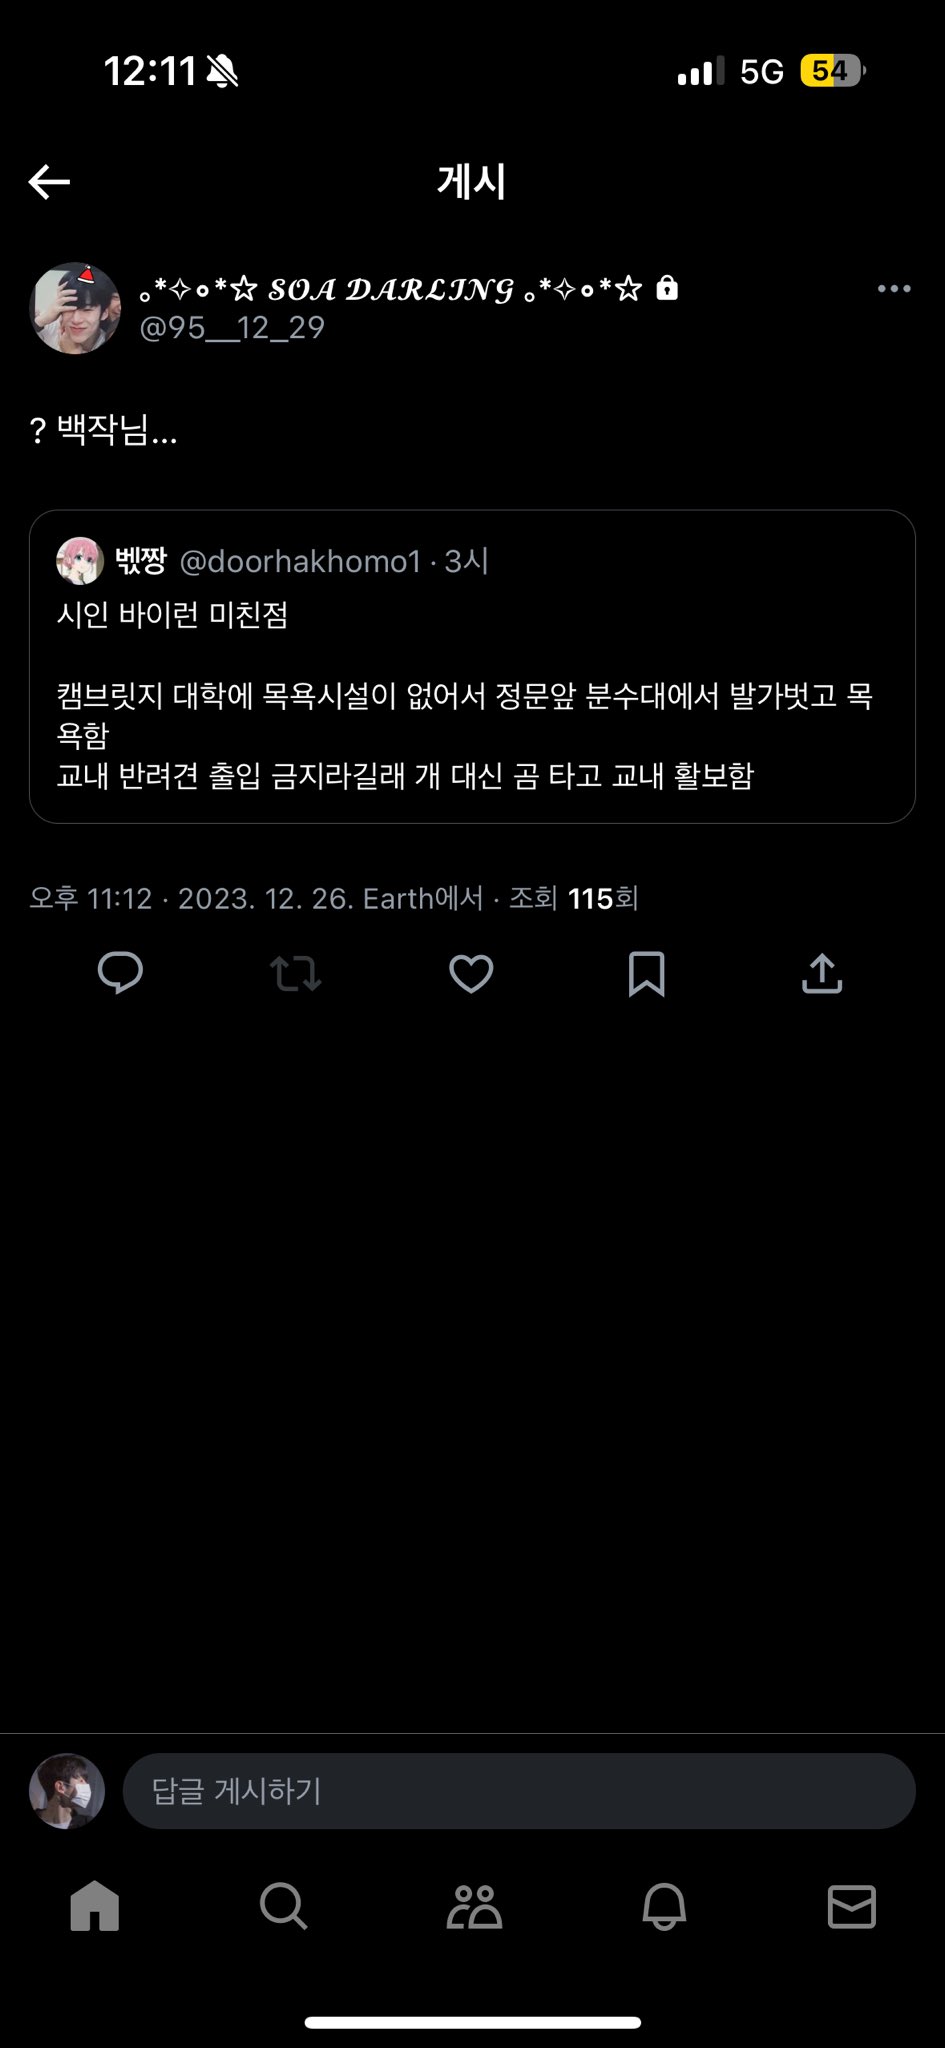 12:11
5G 54
게시
｡*✧∘*☆ 𝓢𝓞𝓐 𝓓𝓐𝓡𝓛𝓘𝓝𝓖 ｡*✧∘*☆
@95__12_29
? 백작님...
벥짱 @doorhakhomo1 · 3시
시인 바이런 미친점
캠브릿지 대학에 목욕시설이 없어서 정문앞 분수대에서 발가벗고 목
욕함
교내 반려견 출입 금지라길래 개 대신 곰 타고 교내 활보함
오후 11:12 · 2023. 12. 26. Earth에서 · 조회 115회
답글 게시하기